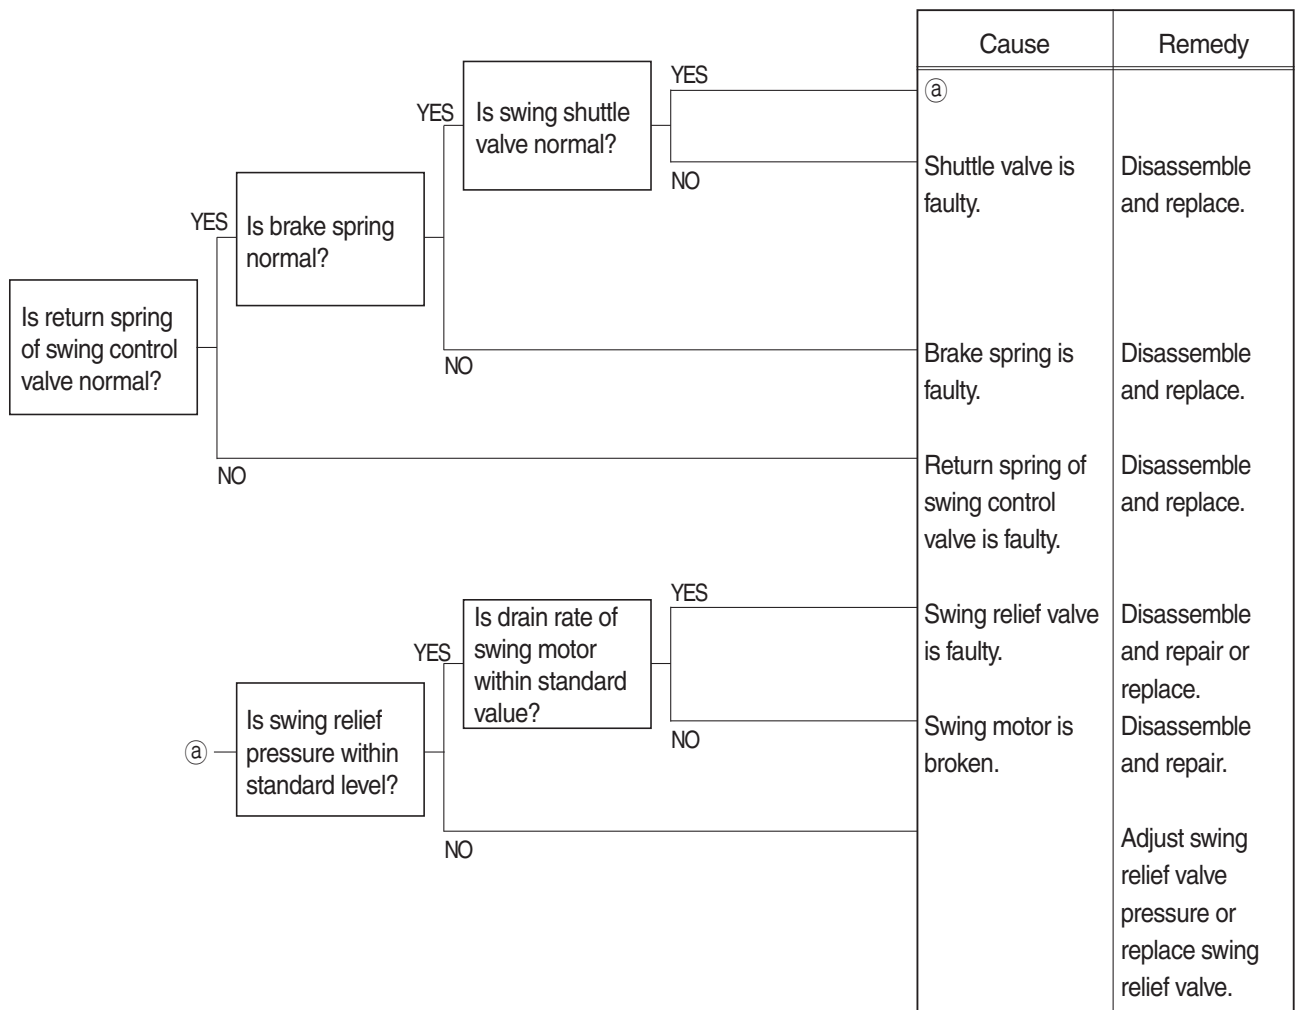 Cause
Remedy
YES
ⓐ
YES
Is swing shuttle
valve normal?
NO
Shuttle valve is
faulty.
Disassemble
and replace.
YES
Is brake spring
normal?
Is return spring
of swing control
valve normal?
NO
Brake spring is
faulty.
Disassemble
and replace.
NO
Return spring of
swing control
valve is faulty.
Disassemble
and replace.
YES
Is drain rate of
swing motor
within standard
value?
YES
Swing relief valve
is faulty.
Disassemble
and repair or
replace.
ⓐ
Is swing relief
pressure within
standard level?
NO
Swing motor is
broken.
Disassemble
and repair.
NO
Adjust swing
relief valve
pressure or
replace swing
relief valve.